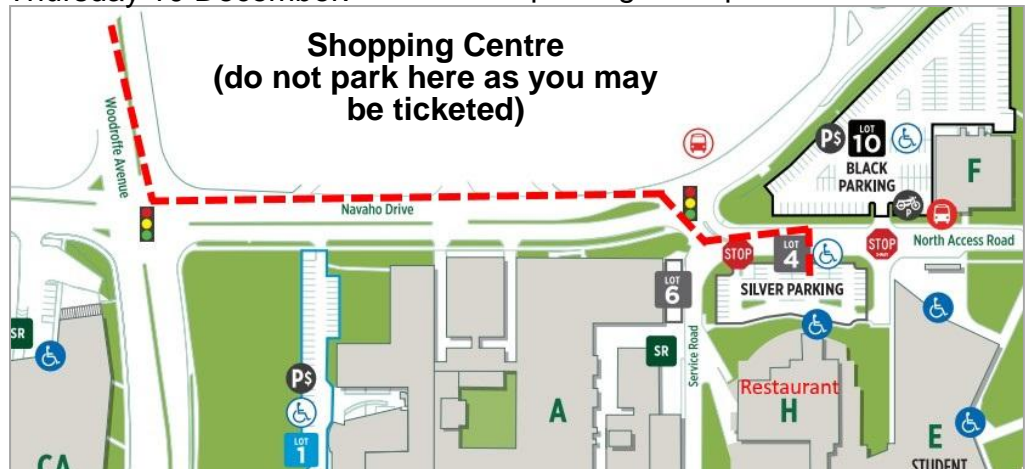 Shopping Centre
(do not park here as you may
be ticketed)
Woodroffe Avenue
P$
LOT
10
BLACK
PARKING
F
P
Navaho Drive
North Access Road
STOP
LOT
4
STOP
SILVER PARKING
LOT
6
SR
SR
Service Road
P$
Restaurant
A
H
E
LOT
1
CA
STUDENT